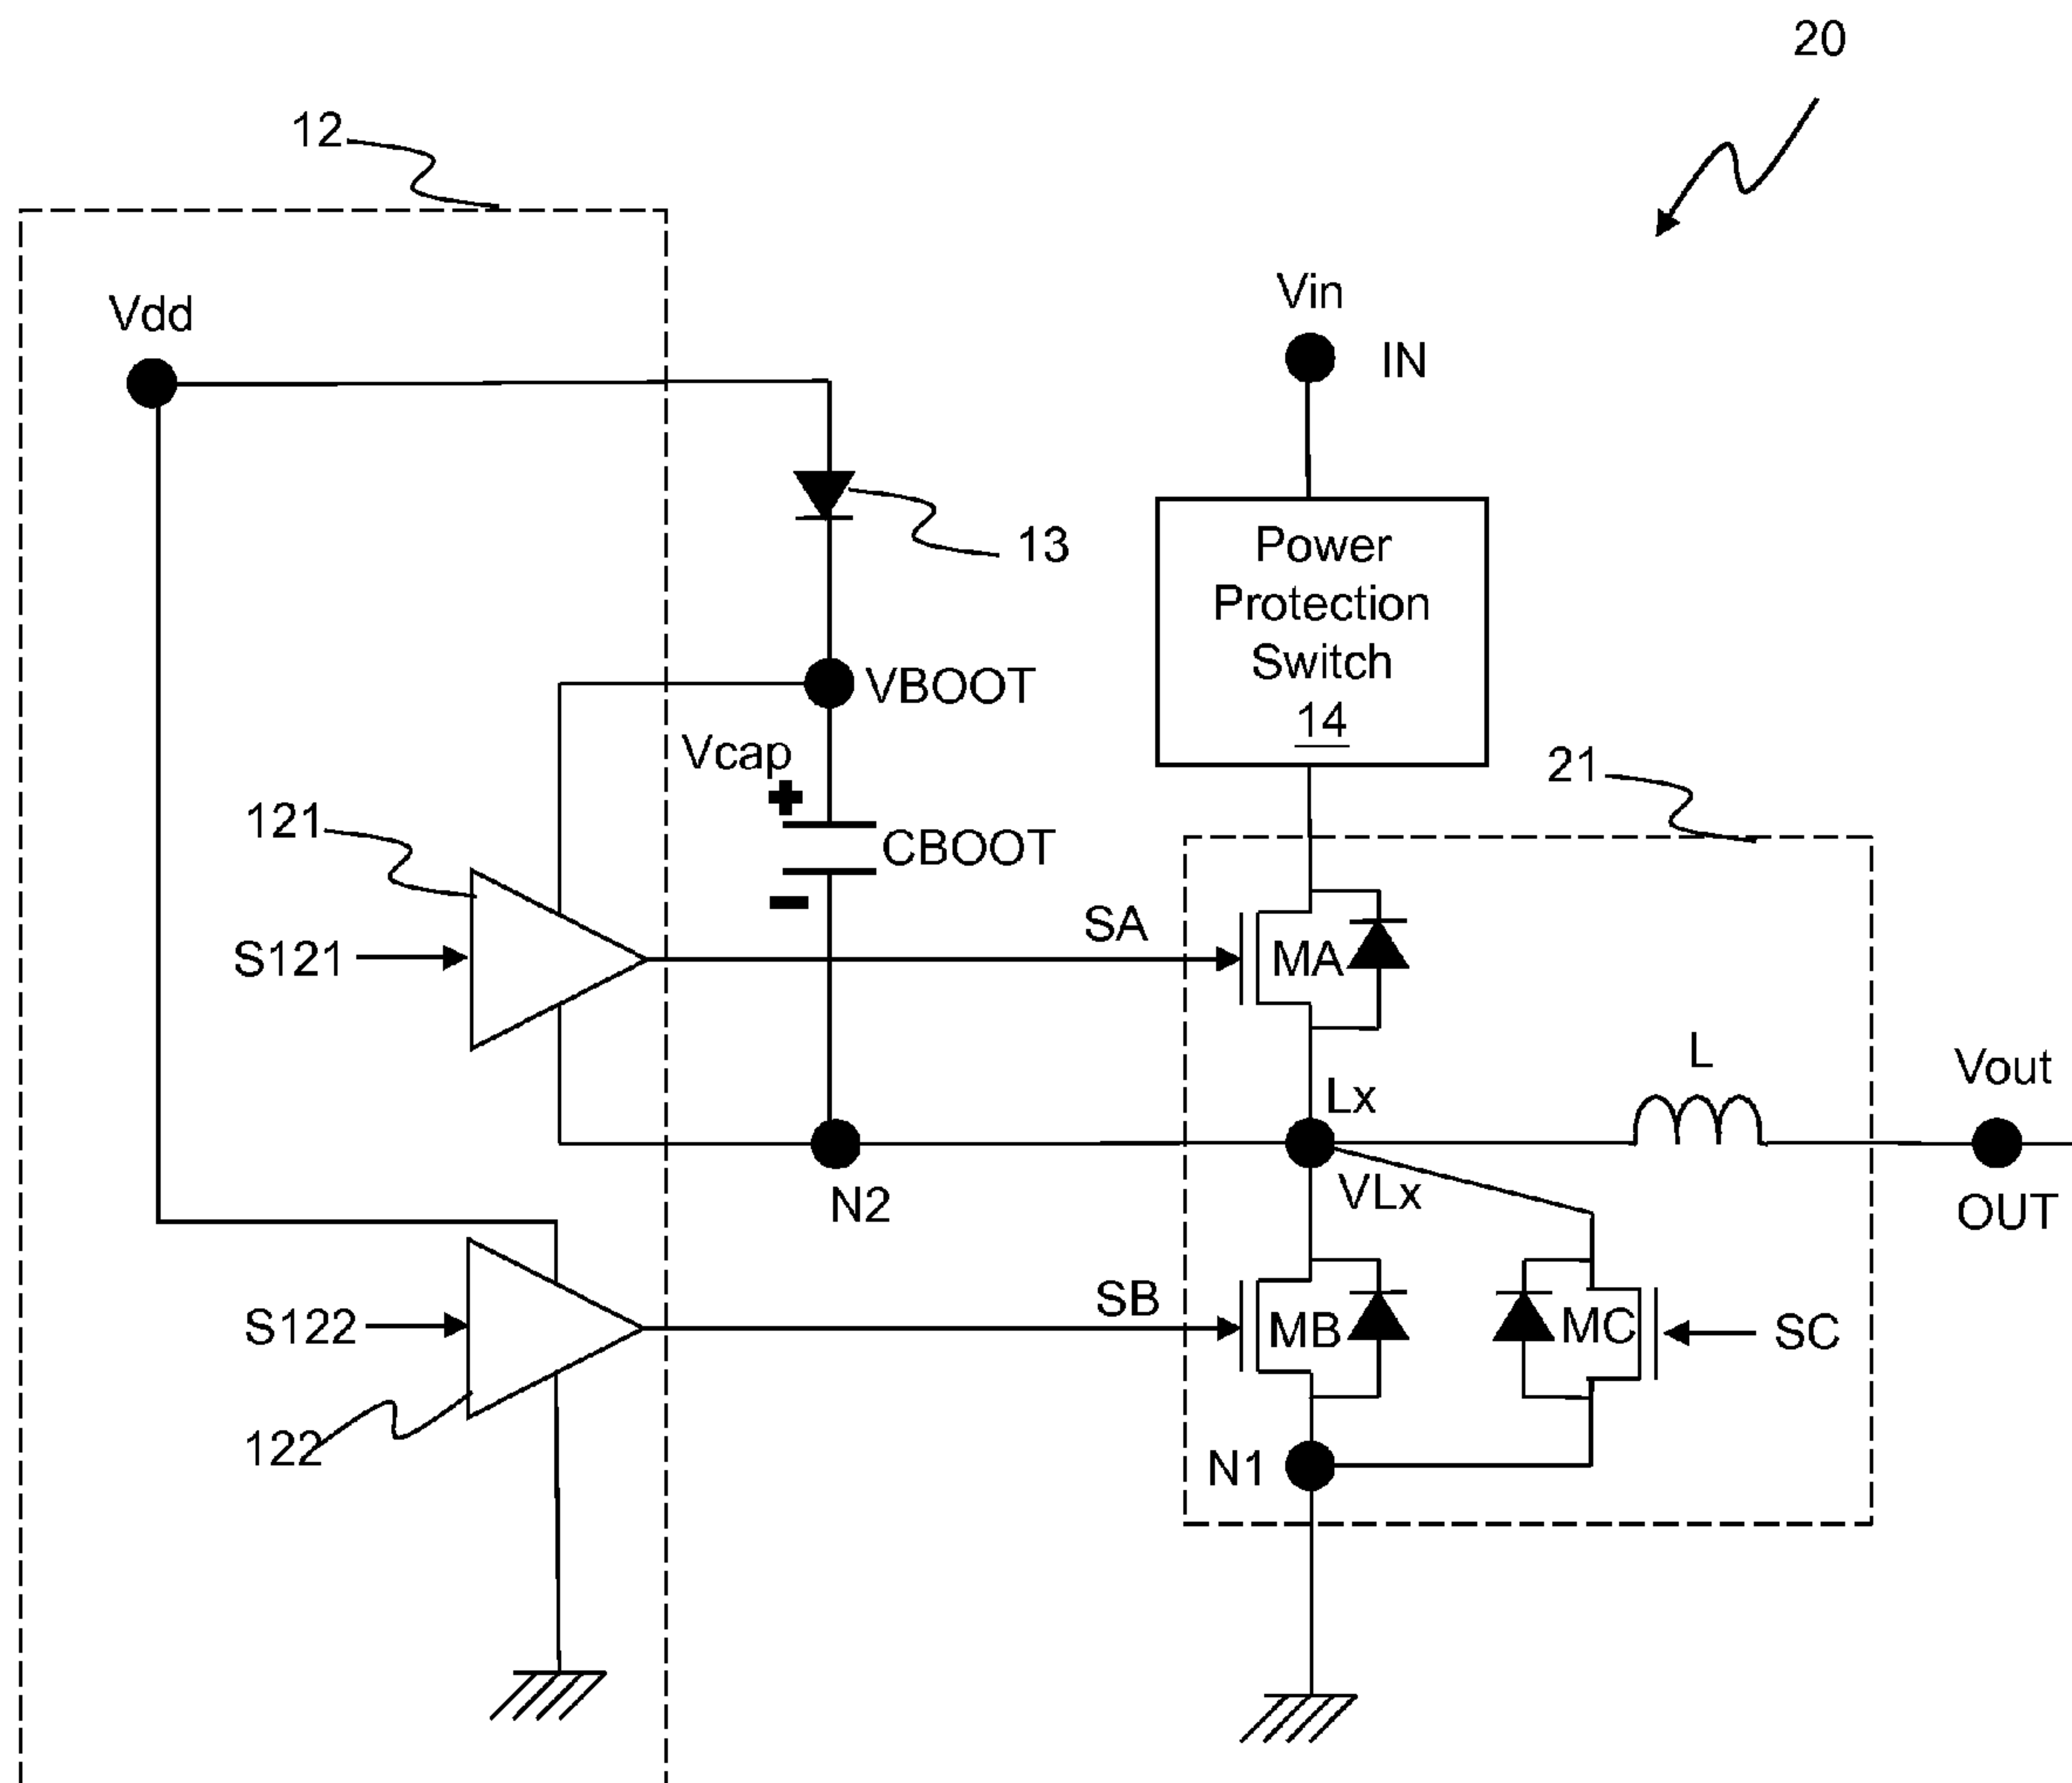 20
12
Vdd
Vin
IN
13
Power
Protection
Switch
14
VBOOT
Vcap
+
CBOOT
-
21
121
S121
SA
MA
Lx
L
Vout
VLx
N2
OUT
S122
SB
MB
MC
SC
122
N1